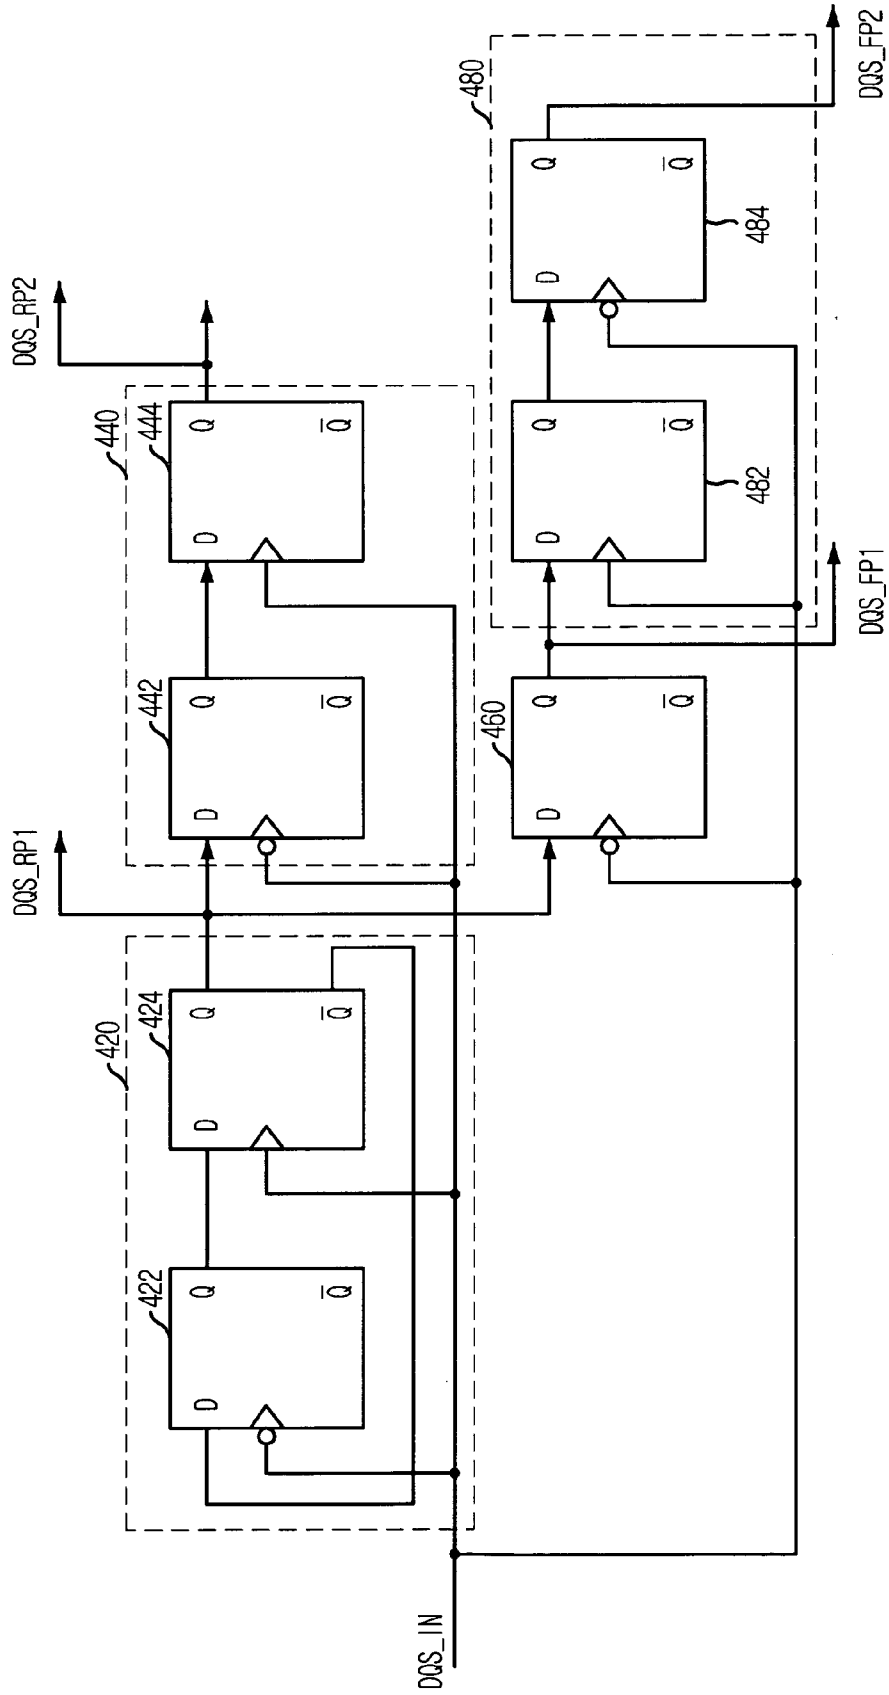 DQS_RP1
DQS_RP2
420
440
422
424
442
444
D Q
D Q
D Q
D Q
Q̅
Q̅
Q̅
Q̅
DQS_IN
480
460
D Q
D Q
D Q
Q̅
Q̅
Q̅
482
484
DQS_FP1
DQS_FP2